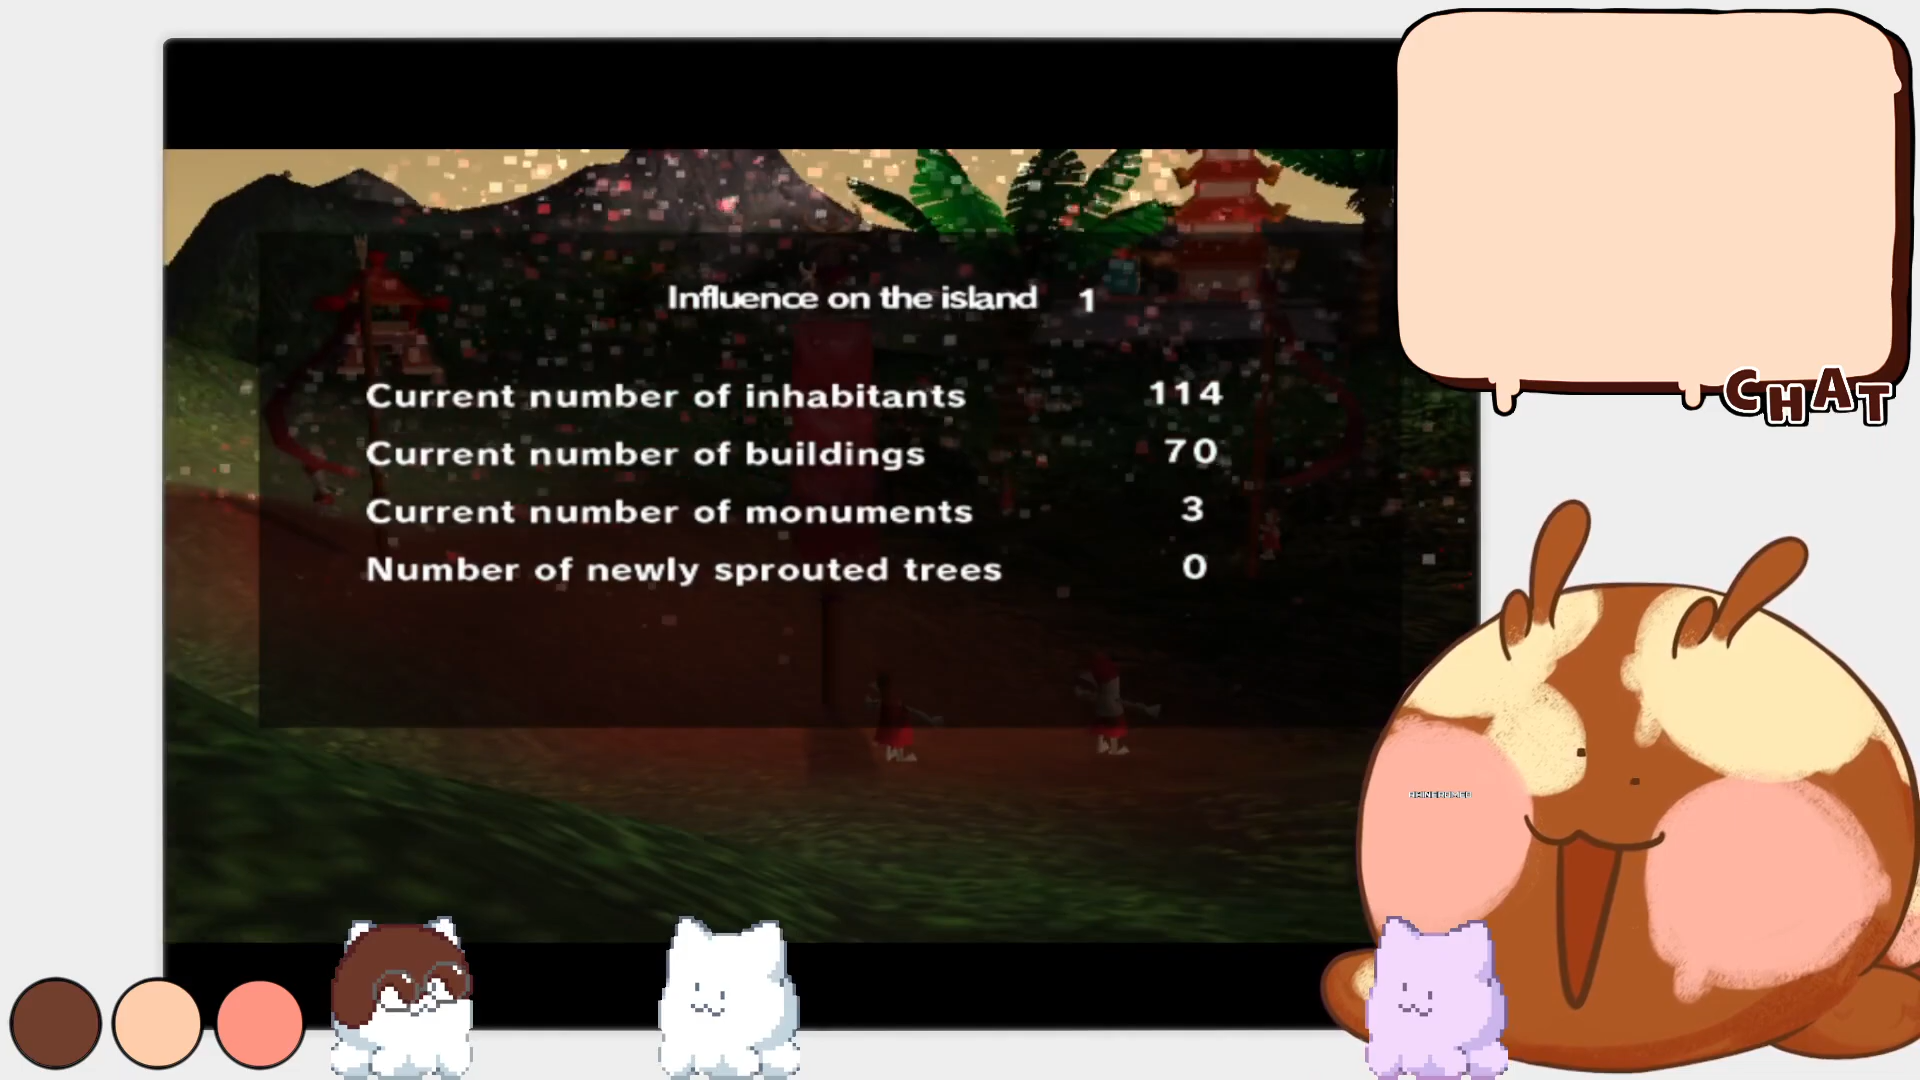 Influence on the island 1
Current number of inhabitants 114
Current number of buildings 70
Current number of monuments 3
Number of newly sprouted trees 0
CHAT